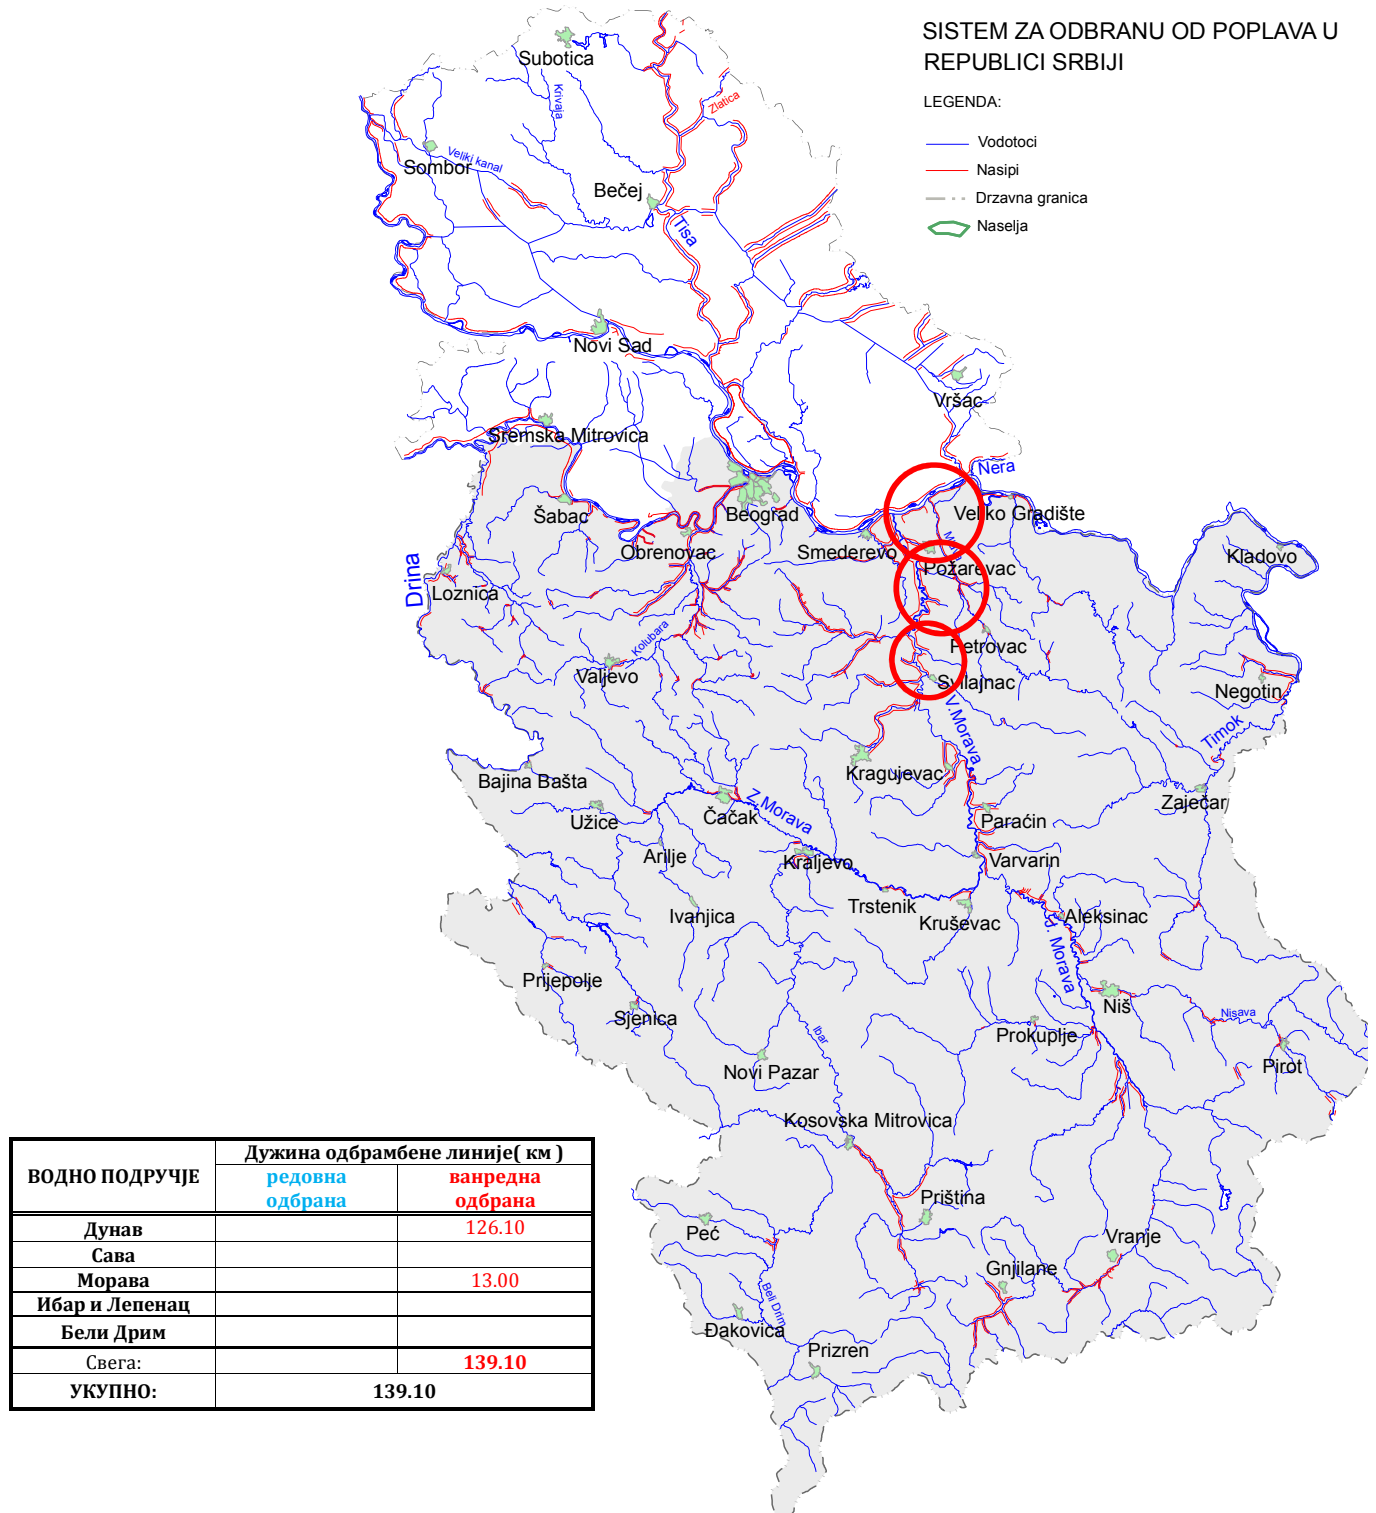 SISTEM ZA ODBRANU OD POPLAVA U
REPUBLICI SRBIJI
LEGENDA:
Vodotoci
Nasipi
Drzavna granica
Naselja
Subotica
Krivaja
Zlatica
Sombor
Veliki kanal
Bečej
Tisa
Novi Sad
Vršac
Sremska Mitrovica
Nera
Šabac
Beograd
Veliko Gradište
Obrenovac
Smederevo
Požarevac
Kladovo
Drina
Loznica
Kolubara
Petrovac
Valjevo
Svilajnac
Negotin
V.Morava
Timok
Bajina Bašta
Kragujevac
Zaječar
Užice
Čačak
Z.Morava
Paraćin
Arilje
Kraljevo
Varvarin
Ivanjica
Trstenik
Kruševac
Aleksinac
J. Morava
Prijepolje
Sjenica
Niš
Nisava
Ibar
Prokuplje
Pirot
Novi Pazar
Kosovska Mitrovica
Priština
Peć
Vranje
Gnjilane
Beli Drim
Đakovica
Prizren
ВОДНО ПОДРУЧЈЕ
Дужина одбрамбене линије( км )
редовна
одбрана
ванредна
одбрана
Дунав 126.10
Сава
Морава 13.00
Ибар и Лепенац
Бели Дрим
Свега: 139.10
УКУПНО: 139.10